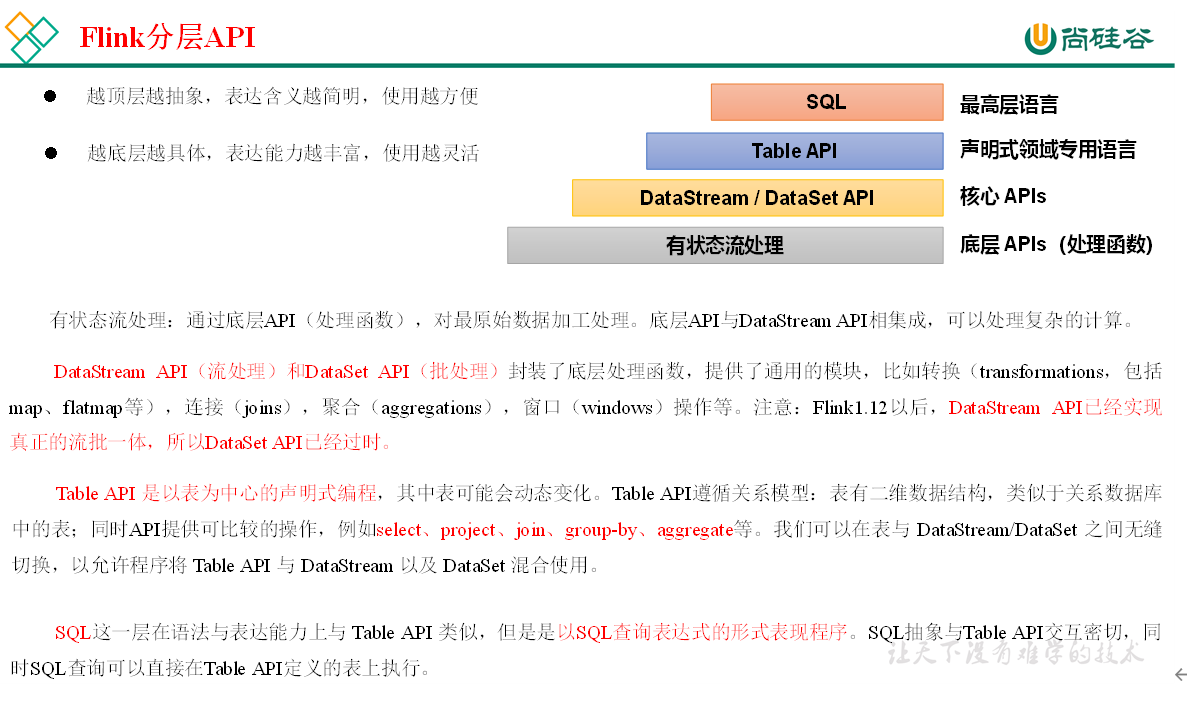 Flink分层API
尚硅谷
越顶层越抽象，表达含义越简明，使用越方便
越底层越具体，表达能力越丰富，使用越灵活
SQL 最高层语言
Table API 声明式领域专用语言
DataStream / DataSet API 核心 APIs
有状态流处理 底层 APIs（处理函数)
有状态流处理：通过底层API（处理函数），对最原始数据加工处理。底层API与DataStream API相集成，可以处理复杂的计算。
DataStream API（流处理）和DataSet API（批处理）封装了底层处理函数，提供了通用的模块，比如转换（transformations，包括
map、flatmap等），连接（joins），聚合（aggregations），窗口（windows）操作等。注意：Flink1.12以后，DataStream API已经实现
真正的流批一体，所以DataSet API已经过时。
Table API 是以表为中心的声明式编程，其中表可能会动态变化。Table API遵循关系模型：表有二维数据结构，类似于关系数据库
中的表；同时API提供可比较的操作，例如select、project、join、group-by、aggregate等。我们可以在表与 DataStream/DataSet 之间无缝
切换，以允许程序将 Table API 与 DataStream 以及 DataSet 混合使用。
SQL这一层在语法与表达能力上与 Table API 类似，但是是以SQL查询表达式的形式表现程序。SQL抽象与Table API交互密切，同
时SQL查询可以直接在Table API定义的表上执行。
让天下没有难学的技术